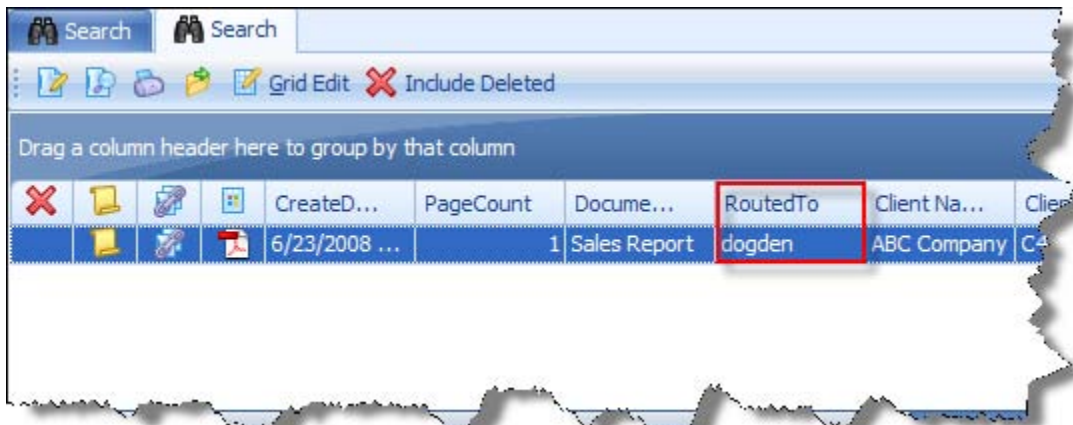 Search Search
Grid Edit Include Deleted
Drag a column header here to group by that column
CreateD... PageCount Docume... RoutedTo Client Na...
6/23/2008 ... 1 Sales Report dogden ABC Company